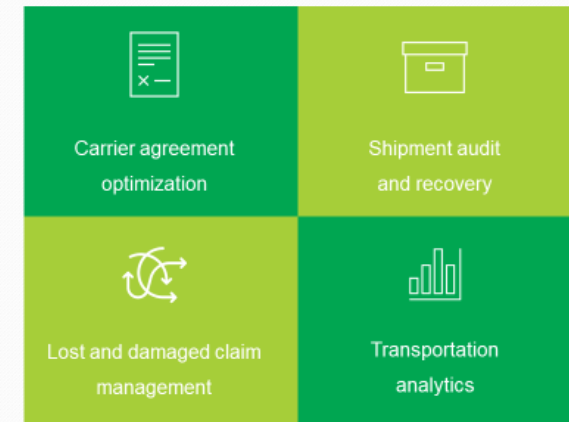 Carrier agreement
optimization
Shipment audit
and recovery
Lost and damaged claim
management
Transportation
analytics